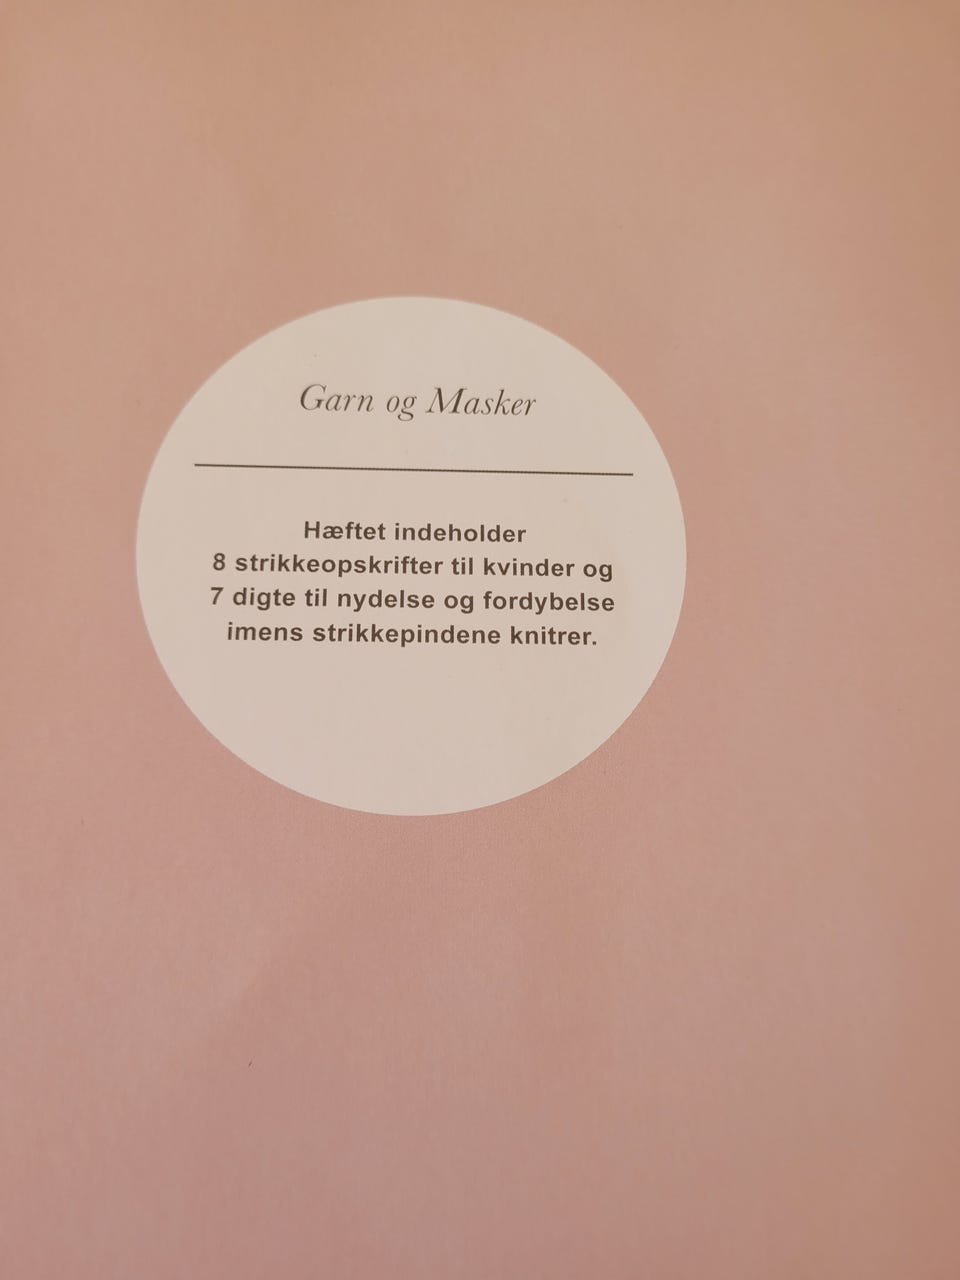 Garn og Masker
Hæftet indeholder
8 strikkeopskrifter til kvinder og
7 digte til nydelse og fordybelse
imens strikkepindene knitrer.